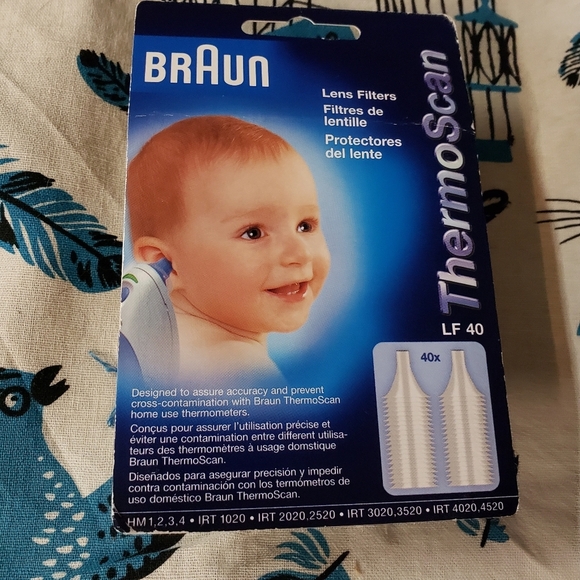 BRAUN
Lens Filters
Filtres de
lentille
Protectores
del lente
ThermoScan
LF 40
40x
Designed to assure accuracy and prevent
cross-contamination with Braun ThermoScan
home use thermometers.
Conçus pour assurer l'utilisation précise et
éviter une contamination entre different utilisa-
teurs des thermomètres à usage domstique
Braun ThermoScan.
Diseñados para asegurar precisión y impedir
contra contaminación con los termómetros de
uso doméstico Braun ThermoScan.
HM1,2,3,4 • IRT 1020 • IRT 2020,2520 • IRT 3020,3520 • IRT 4020,4520